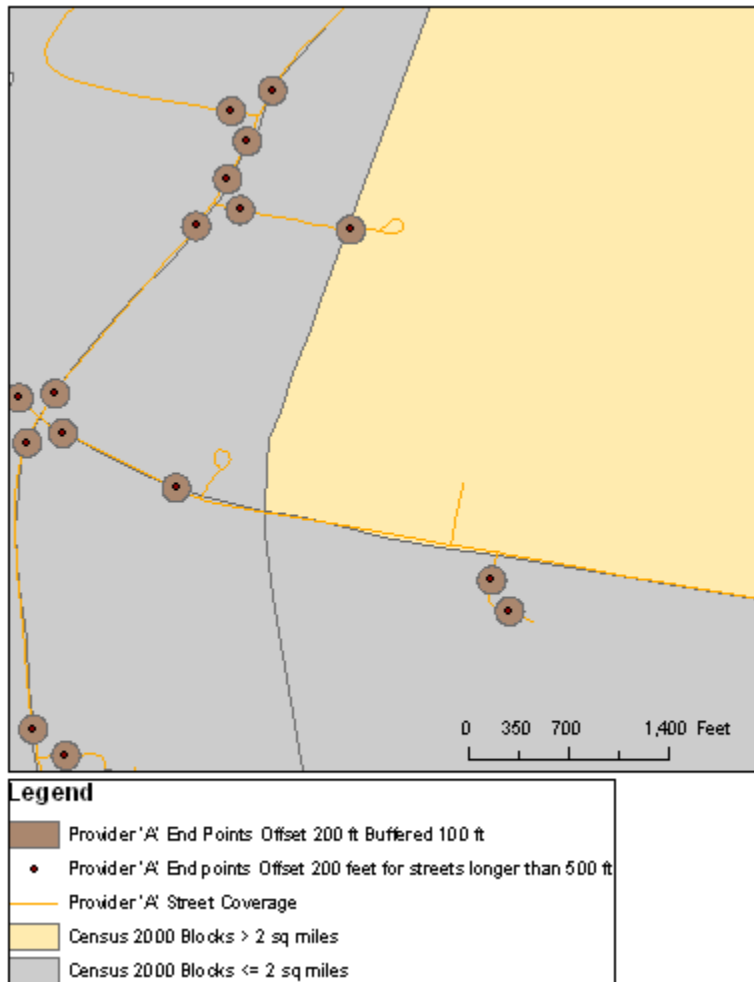 0 350 700 1,400 Feet
Legend
Provider 'A' End Points Offset 200 ft Buffered 100 ft
Provider 'A' End points Offset 200 feet for streets longer than 500 ft
Provider 'A' Street Coverage
Census 2000 Blocks > 2 sq miles
Census 2000 Blocks <= 2 sq miles